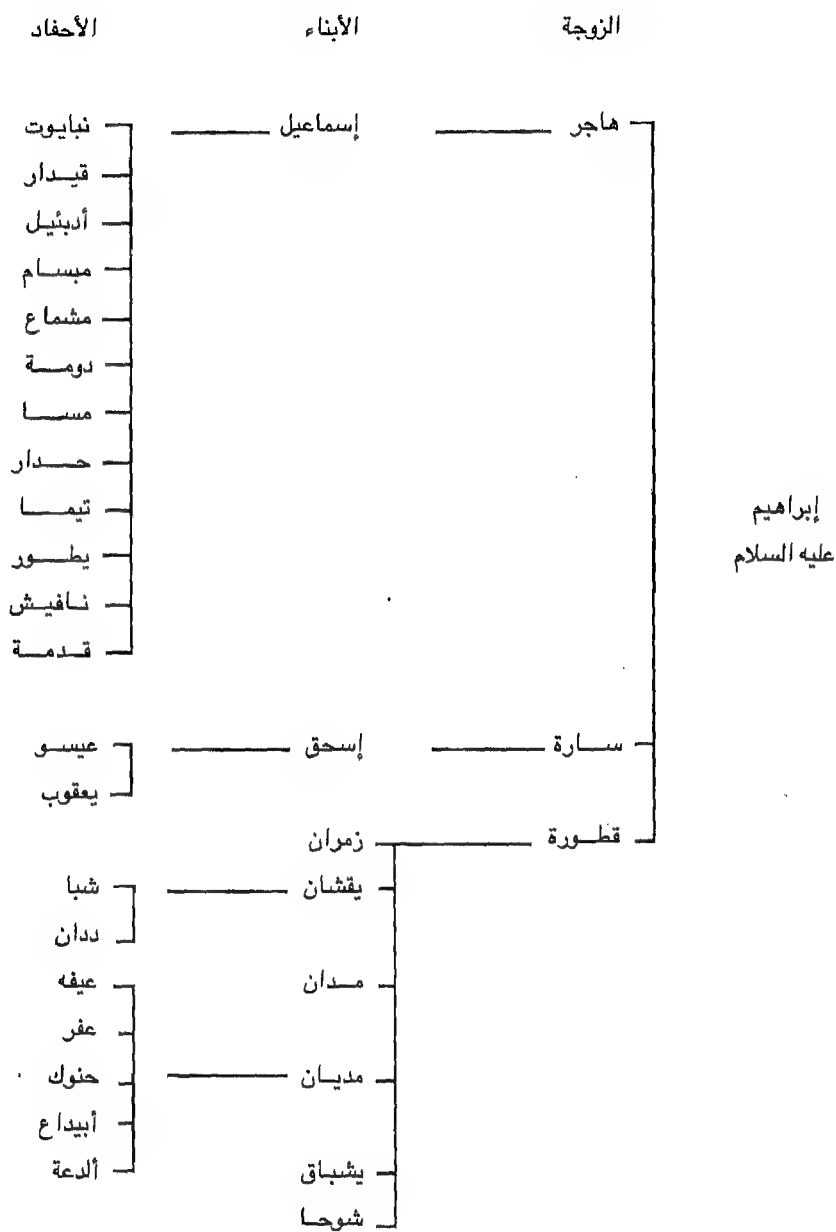 الزوجة الأبناء الأحفاد
هاجر إسماعيل نبايوت
قيدار
أدبئيل
مبسام
مشماع
دومة
مسا
حدار
تيما
إبراهيم
يطور
عليه السلام
نافيش
قدمة
سارة إسحق عيسو
يعقوب
قطورة زمران
يقشان شبا
ددان
مدان عيفه
عفر
مديان حنوك
أبيداع
يشباق ألدعة
شوحا